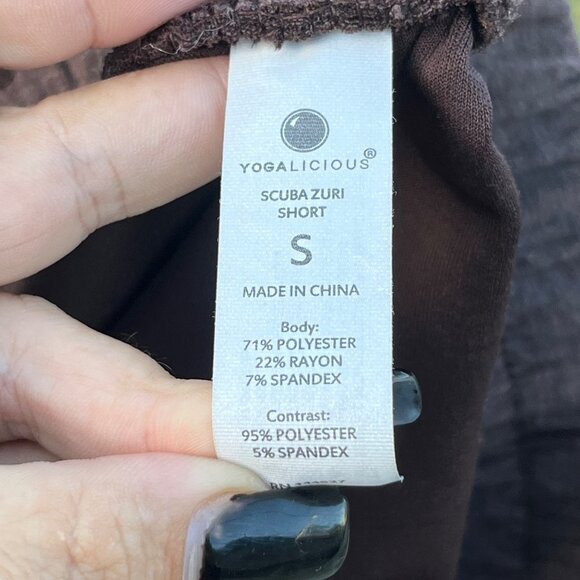 YOGALICIOUS®
SCUBA ZURI
SHORT
S
MADE IN CHINA
Body:
71% POLYESTER
22% RAYON
7% SPANDEX
Contrast:
95% POLYESTER
5% SPANDEX